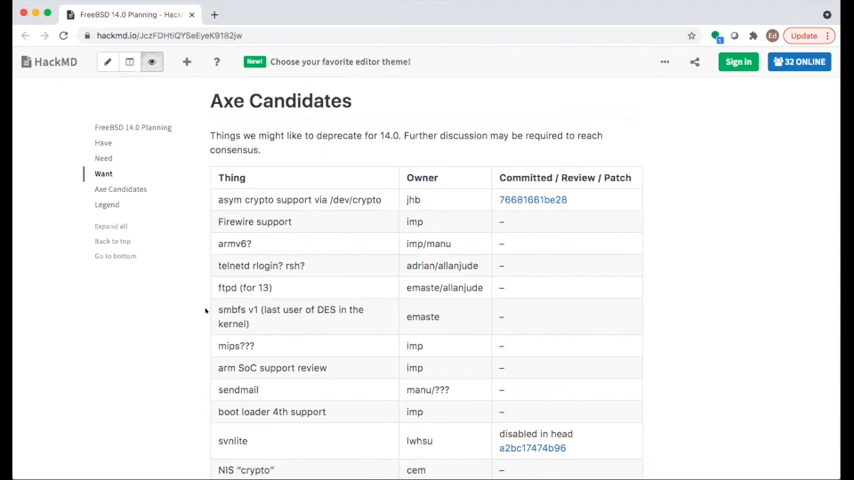 FreeBSD 14.0 Planning - HackMD
hackmd.io/JczFDHtiQYSeEyeK9182jw
Ed
Update
HackMD
New! Choose your favorite editor theme!
Sign in
32 ONLINE
FreeBSD 14.0 Planning
Have
Need
Want
Axe Candidates
Legend
Expand all
Back to top
Go to bottom
Axe Candidates
Things we might like to deprecate for 14.0. Further discussion may be required to reach
consensus.
Thing Owner Committed / Review / Patch
asym crypto support via /dev/crypto jhb 76681661be28
Firewire support imp –
armv6? imp/manu –
telnetd rlogin? rsh? adrian/allanjude –
ftpd (for 13) emaste/allanjude –
smbfs v1 (last user of DES in the
kernel) emaste –
mips??? imp –
arm SoC support review imp –
sendmail manu/??? –
boot loader 4th support imp –
svnlite lwhsu disabled in head
a2bc17474b96
NIS “crypto” cem –